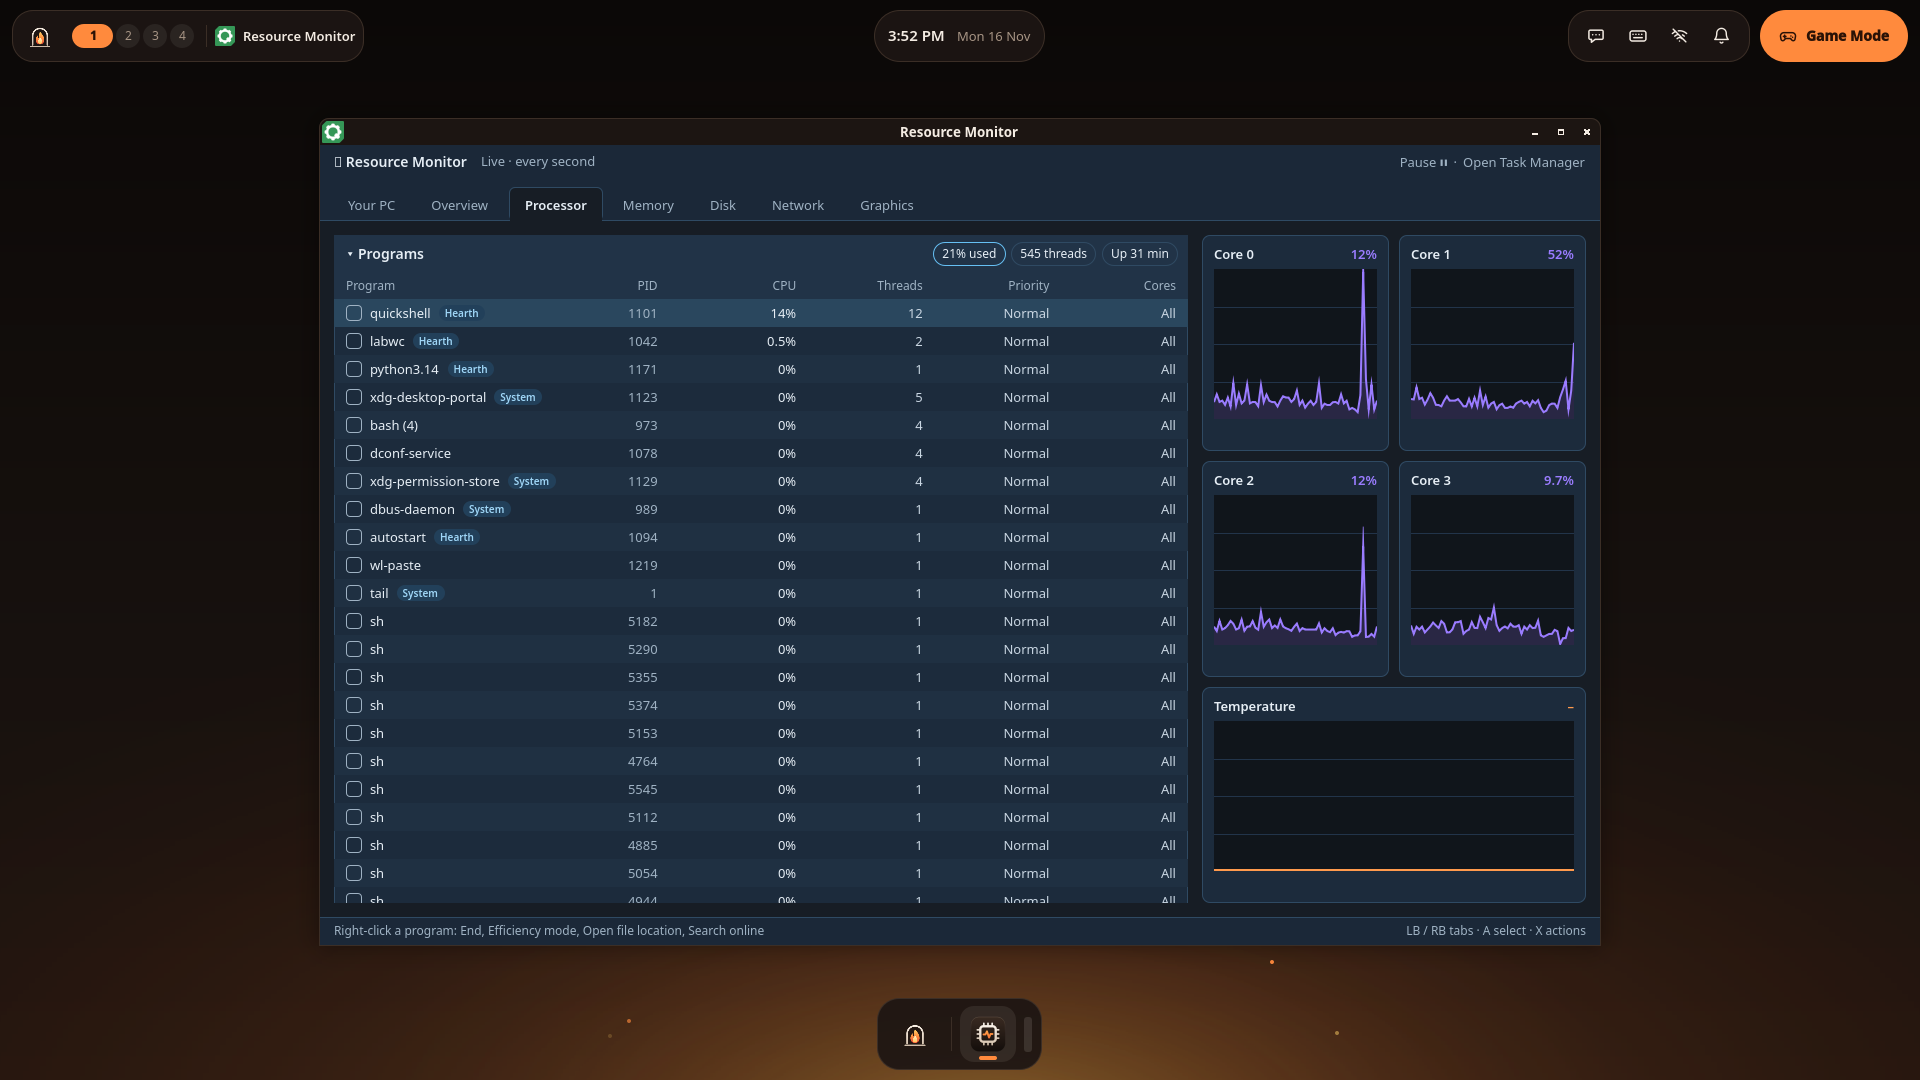 1 2 3 4 Resource Monitor
3:52 PM Mon 16 Nov
Game Mode
Resource Monitor
Resource Monitor Live · every second
Pause · Open Task Manager
Your PC Overview Processor Memory Disk Network Graphics
Programs 21% used 545 threads Up 31 min
Program PID CPU Threads Priority Cores
quickshell Hearth 1101 14% 12 Normal All
labwc Hearth 1042 0.5% 2 Normal All
python3.14 Hearth 1171 0% 1 Normal All
xdg-desktop-portal System 1123 0% 5 Normal All
bash (4) 973 0% 4 Normal All
dconf-service 1078 0% 4 Normal All
xdg-permission-store System 1129 0% 4 Normal All
dbus-daemon System 989 0% 1 Normal All
autostart Hearth 1094 0% 1 Normal All
wl-paste 1219 0% 1 Normal All
tail System 1 0% 1 Normal All
sh 5182 0% 1 Normal All
sh 5290 0% 1 Normal All
sh 5355 0% 1 Normal All
sh 5374 0% 1 Normal All
sh 5153 0% 1 Normal All
sh 4764 0% 1 Normal All
sh 5545 0% 1 Normal All
sh 5112 0% 1 Normal All
sh 4885 0% 1 Normal All
sh 5054 0% 1 Normal All
sh 4944 0% 1 Normal All
Core 0 12%
Core 1 52%
Core 2 12%
Core 3 9.7%
Temperature –
Right-click a program: End, Efficiency mode, Open file location, Search online
LB / RB tabs · A select · X actions